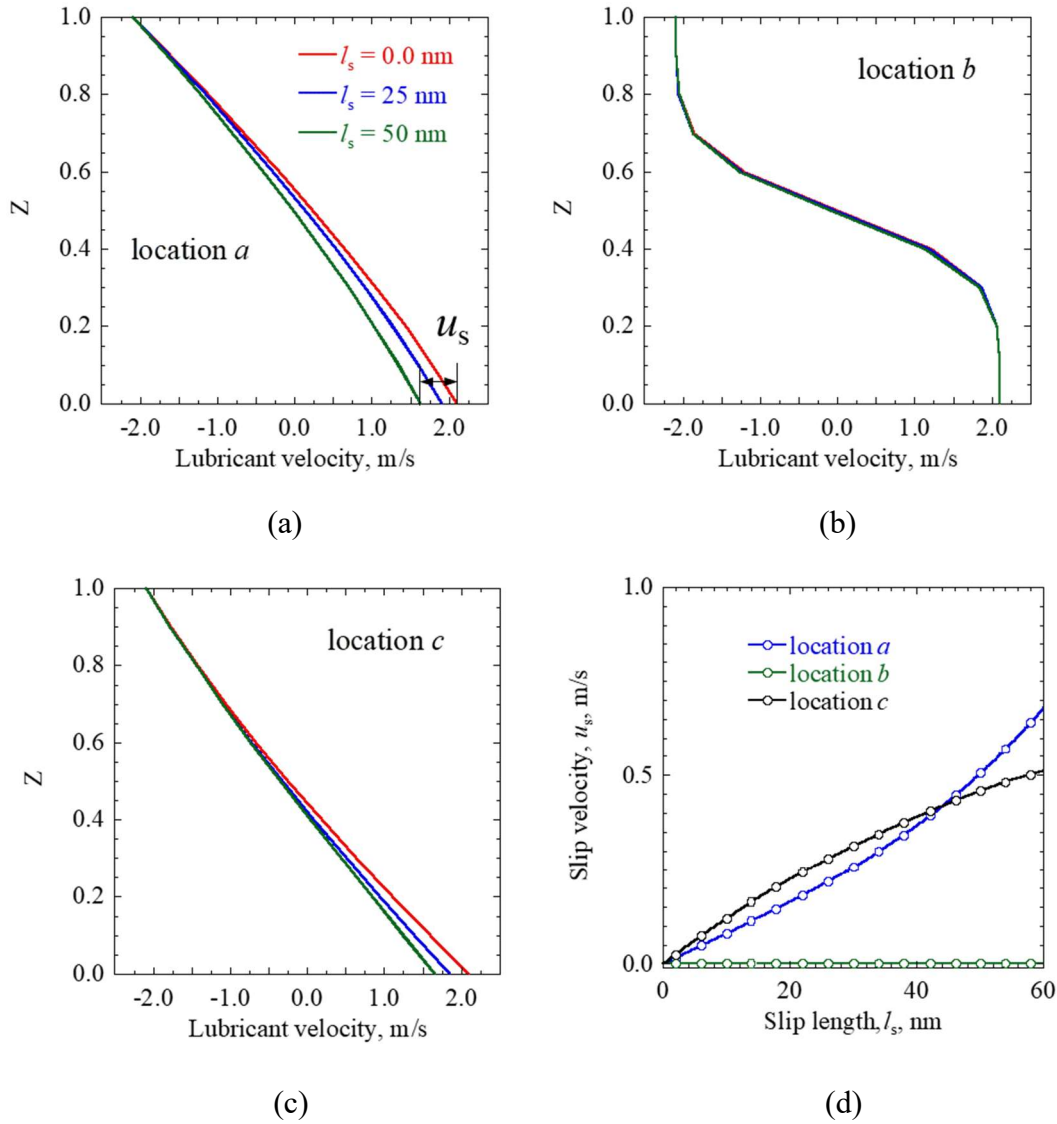 1.0
0.8
0.6
0.4
0.2
0.0
Z
l_s = 0.0 nm
l_s = 25 nm
l_s = 50 nm
location a
u_s
-2.0 -1.0 0.0 1.0 2.0
Lubricant velocity, m/s
(a)
1.0
0.8
0.6
0.4
0.2
0.0
Z
location b
-2.0 -1.0 0.0 1.0 2.0
Lubricant velocity, m/s
(b)
1.0
0.8
0.6
0.4
0.2
0.0
Z
location c
-2.0 -1.0 0.0 1.0 2.0
Lubricant velocity, m/s
(c)
1.0
0.5
0.0
Slip velocity, u_s, m/s
location a
location b
location c
0 20 40 60
Slip length, l_s, nm
(d)